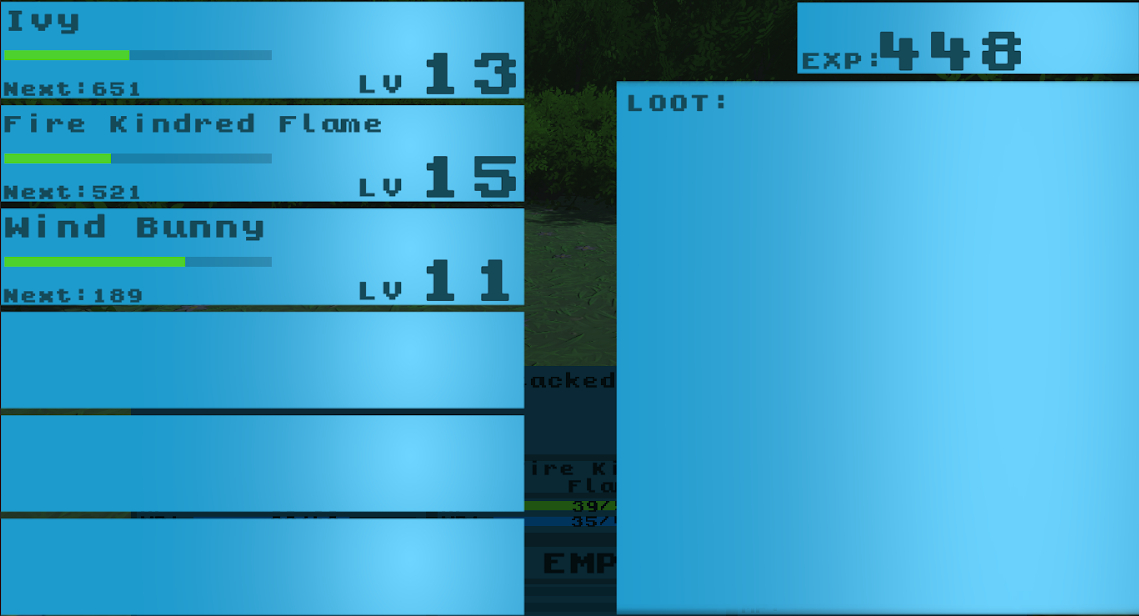 Ivy
Next:651
LV 13
Fire Kindred Flame
Next:521
LV 15
Wind Bunny
Next:189
LV 11
EXP:448
LOOT: